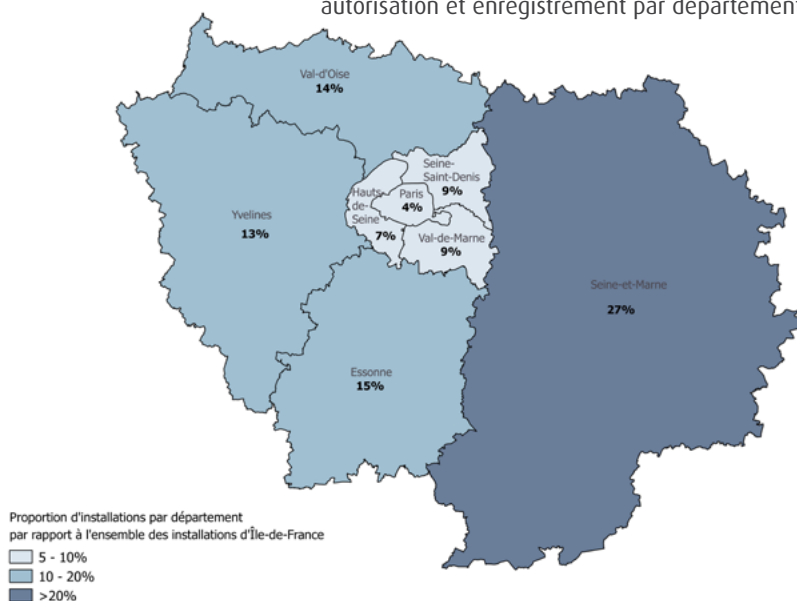 autorisation et enregistrement par département
Val-d'Oise
14%
Seine-
Saint-Denis
9%
Hauts-
de-
Seine
7%
Paris
4%
Yvelines
13%
Val-de-Marne
9%
Seine-et-Marne
27%
Essonne
15%
Proportion d'installations par département
par rapport à l'ensemble des installations d'Île-de-France
5 - 10%
10 - 20%
>20%